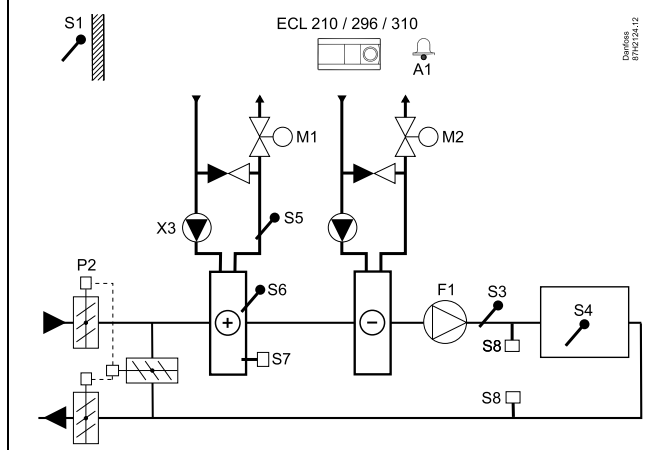 S1
ECL 210 / 296 / 310
A1
Danfoss
87H2124.12
M1
M2
X3
S5
P2
S6
F1
S3
S4
+
−
S7
S8
S8